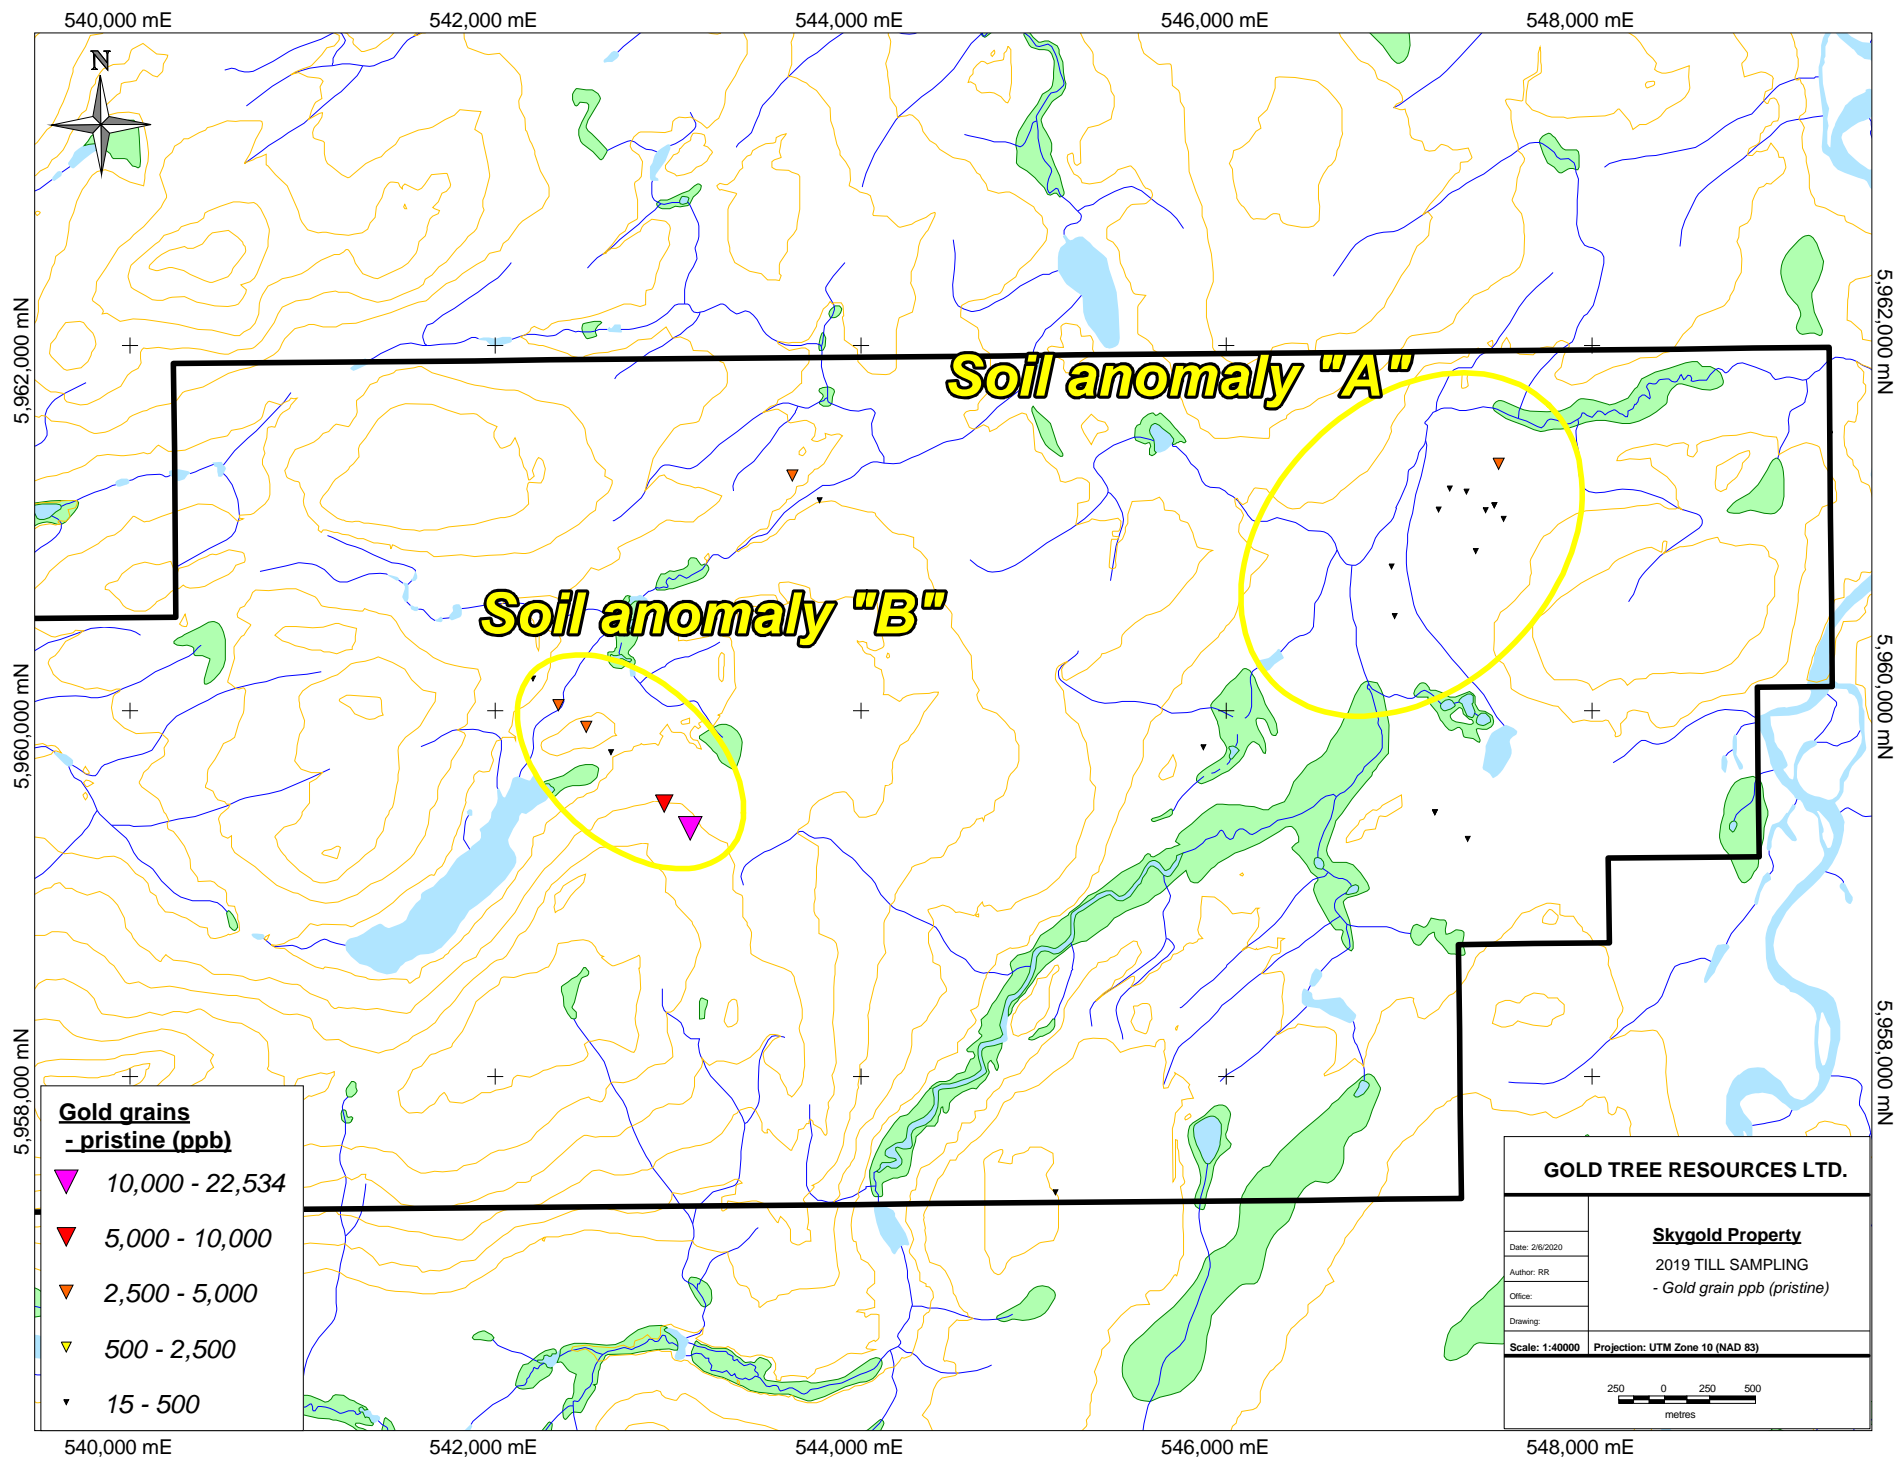 540,000 mE
542,000 mE
544,000 mE
546,000 mE
548,000 mE
N
5,962,000 mN
5,962,000 mN
Soil anomaly "A"
Soil anomaly "B"
5,960,000 mN
5,960,000 mN
5,958,000 mN
5,958,000 mN
Gold grains
- pristine (ppb)
10,000 - 22,534
5,000 - 10,000
2,500 - 5,000
500 - 2,500
15 - 500
GOLD TREE RESOURCES LTD.
Date: 2/6/2020
Author: RR
Office:
Drawing:
Skygold Property
2019 TILL SAMPLING
- Gold grain ppb (pristine)
Scale: 1:40000
Projection: UTM Zone 10 (NAD 83)
250 0 250 500
metres
540,000 mE
542,000 mE
544,000 mE
546,000 mE
548,000 mE